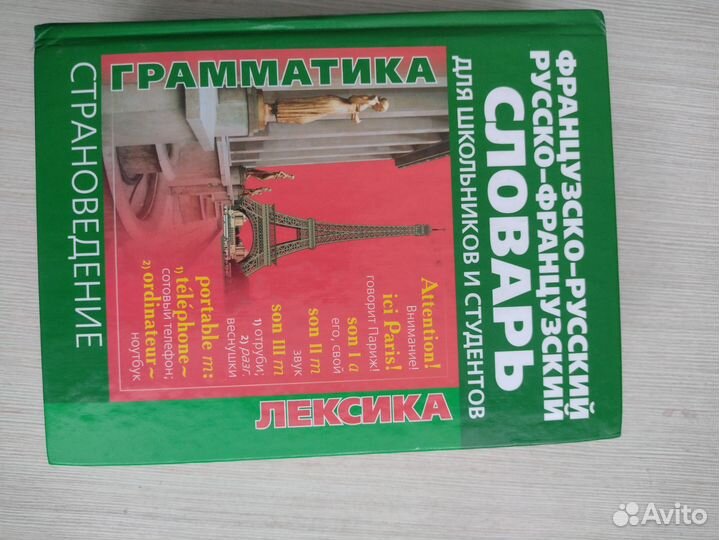 ФРАНЦУЗСКО-РУССКИЙ
РУССКО-ФРАНЦУЗСКИЙ
СЛОВАРЬ
ДЛЯ ШКОЛЬНИКОВ И СТУДЕНТОВ
ГРАММАТИКА
ЛЕКСИКА
Attention!
Внимание!
ici Paris!
говорит Париж!
son I a
его, свой
son II m
звук
son III m
1) отруби;
2) разг.
веснушки
portable m:
1) téléphone~
сотовый телефон;
2) ordinateur~
ноутбук
СТРАНОВЕДЕНИЕ
Avito